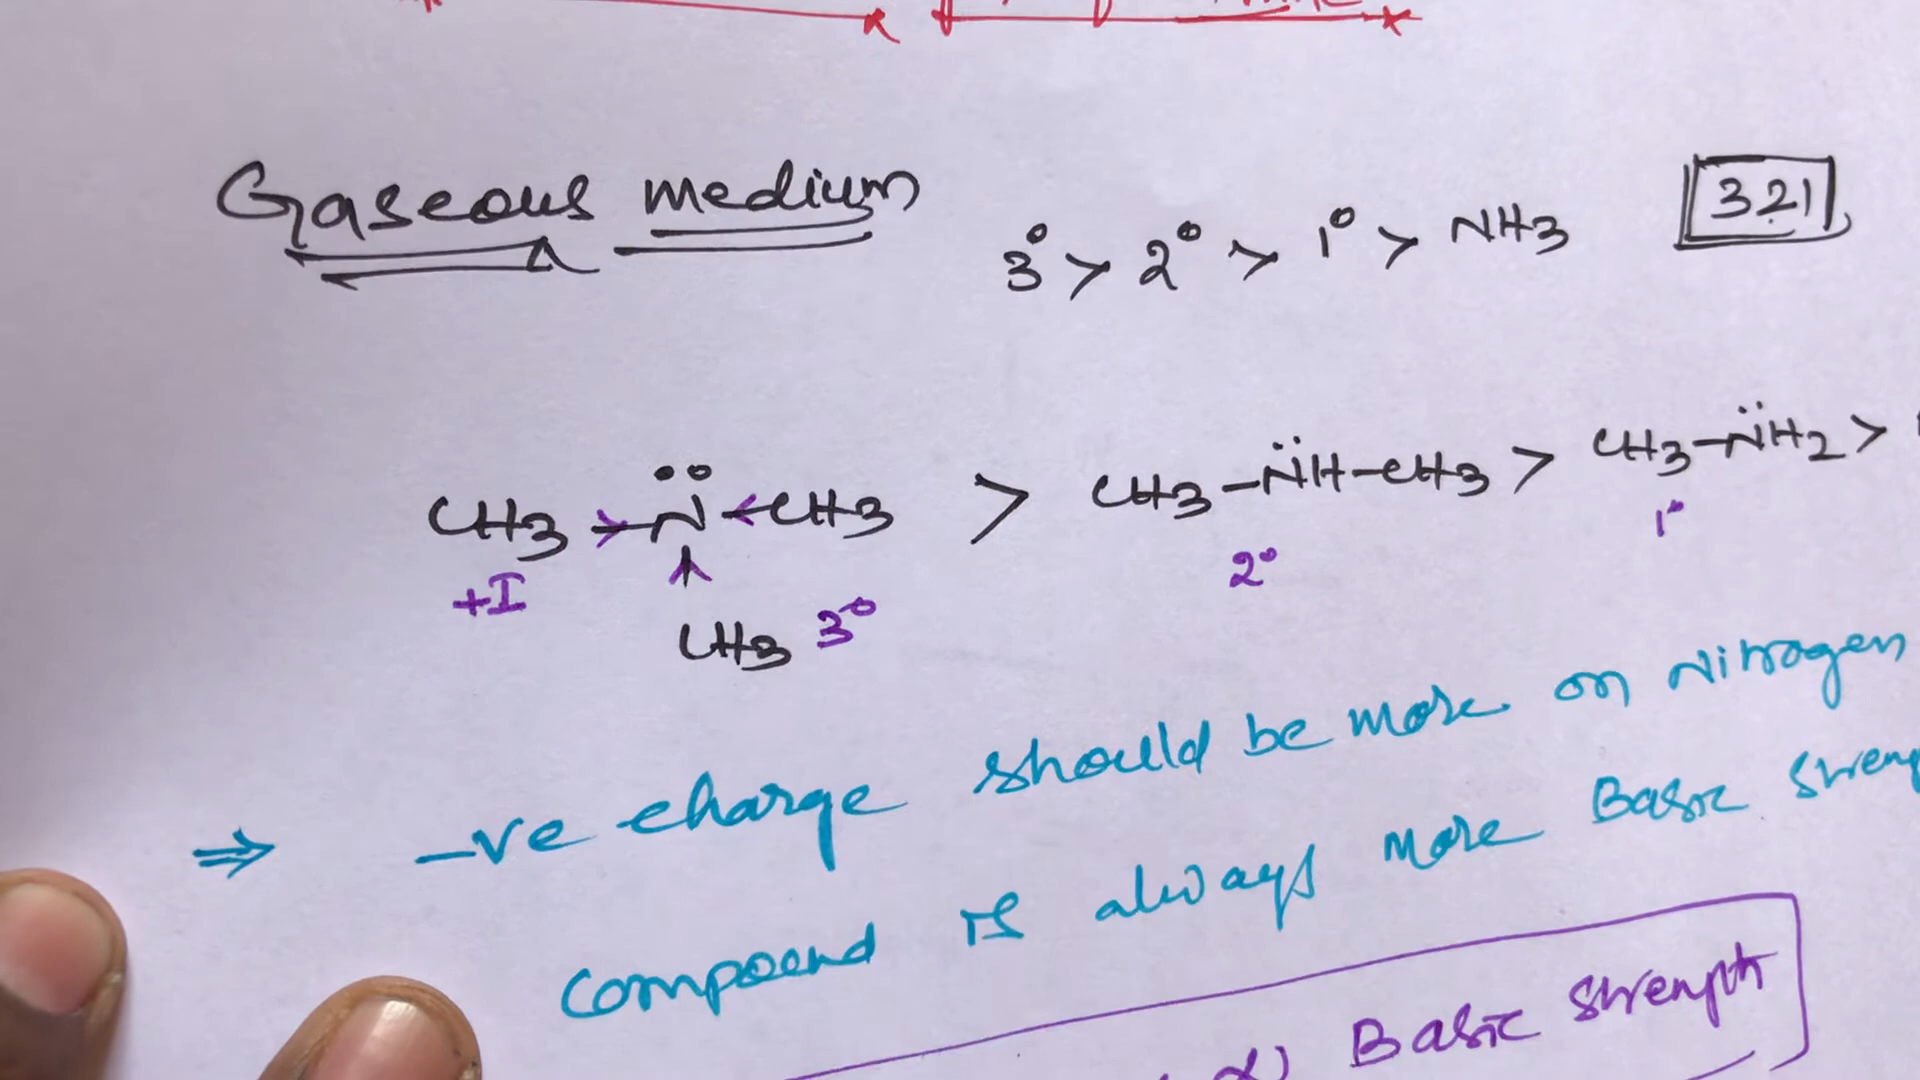 Gaseous medium 3° > 2° > 1° > NH3 321
CH3 → N̈ ← CH3 > CH3 – N̈H – CH3 > CH3 – N̈H2 >
+I ↑ 2° 1°
CH3 3°
⇒ -ve charge should be more on Nitrogen
compound is always more Basic
Basic strength